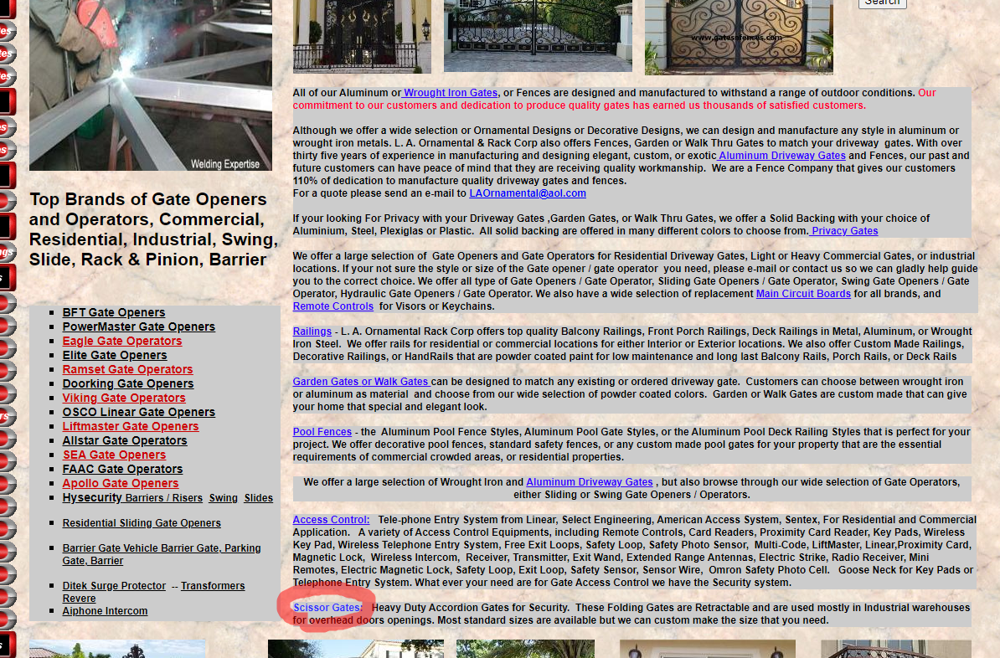 Search
www.gatesnfences.com
Welding Expertise
All of our Aluminum or Wrought Iron Gates, or Fences are designed and manufactured to withstand a range of outdoor conditions. Our
commitment to our customers and dedication to produce quality gates has earned us thousands of satisfied customers.
Although we offer a wide selection or Ornamental Designs or Decorative Designs, we can design and manufacture any style in aluminum or
wrought iron metals. L. A. Ornamental & Rack Corp also offers Fences, Garden or Walk Thru Gates to match your driveway gates. With over
thirty five years of experience in manufacturing and designing elegant, custom, or exotic Aluminum Driveway Gates and Fences, our past and
future customers can have peace of mind that they are receiving quality workmanship. We are a Fence Company that gives our customers
110% of dedication to manufacture quality driveway gates and fences.
For a quote please send an e-mail to LAOrnamental@aol.com
If your looking For Privacy with your Driveway Gates ,Garden Gates, or Walk Thru Gates, we offer a Solid Backing with your choice of
Aluminium, Steel, Plexiglas or Plastic. All solid backing are offered in many different colors to choose from. Privacy Gates
We offer a large selection of Gate Openers and Gate Operators for Residential Driveway Gates, Light or Heavy Commercial Gates, or industrial
locations. If your not sure the style or size of the Gate opener / gate operator you need, please e-mail or contact us so we can gladly help guide
you to the correct choice. We offer all type of Gate Openers / Gate Operator, Sliding Gate Openers / Gate Operator, Swing Gate Openers / Gate
Operator, Hydraulic Gate Openers / Gate Operator. We also have a wide selection of replacement Main Circuit Boards for all brands, and
Remote Controls for Visors or Keychains.
Railings - L. A. Ornamental Rack Corp offers top quality Balcony Railings, Front Porch Railings, Deck Railings in Metal, Aluminum, or Wrought
Iron Steel. We offer rails for residential or commercial locations for either Interior or Exterior locations. We also offer Custom Made Railings,
Decorative Railings, or HandRails that are powder coated paint for low maintenance and long last Balcony Rails, Porch Rails, or Deck Rails
Garden Gates or Walk Gates can be designed to match any existing or ordered driveway gate. Customers can choose between wrought iron
or aluminum as material and choose from our wide selection of powder coated colors. Garden or Walk Gates are custom made that can give
your home that special and elegant look.
Pool Fences - the Aluminum Pool Fence Styles, Aluminum Pool Gate Styles, or the Aluminum Pool Deck Railing Styles that is perfect for your
project. We offer decorative pool fences, standard safety fences, or any custom made pool gates for your property that are the essential
requirements of commercial crowded areas, or residential properties.
We offer a large selection of Wrought Iron and Aluminum Driveway Gates , but also browse through our wide selection of Gate Operators,
either Sliding or Swing Gate Openers / Operators.
Access Control: Tele-phone Entry System from Linear, Select Engineering, American Access System, Sentex, For Residential and Commercial
Application. A variety of Access Control Equipments, including Remote Controls, Card Readers, Proximity Card Reader, Key Pads, Wireless
Key Pad, Wireless Telephone Entry System, Free Exit Loops, Safety Loop, Safety Photo Sensor, Multi-Code, LiftMaster, Linear,Proximity Card,
Magnetic Lock, Wireless Intercom, Receiver, Transmitter, Exit Wand, Extended Range Antennas, Electric Strike, Radio Receiver, Mini
Remotes, Electric Magnetic Lock, Safety Loop, Exit Loop, Safety Sensor, Sensor Wire, Omron Safety Photo Cell. Goose Neck for Key Pads or
Telephone Entry System. What ever your need are for Gate Access Control we have the Security system.
Scissor Gates: Heavy Duty Accordion Gates for Security. These Folding Gates are Retractable and are used mostly in Industrial warehouses
for overhead doors openings. Most standard sizes are available but we can custom make the size that you need.
Top Brands of Gate Openers
and Operators, Commercial,
Residential, Industrial, Swing,
Slide, Rack & Pinion, Barrier
BFT Gate Openers
PowerMaster Gate Openers
Eagle Gate Operators
Elite Gate Openers
Ramset Gate Operators
Doorking Gate Openers
Viking Gate Operators
OSCO Linear Gate Openers
Liftmaster Gate Openers
Allstar Gate Operators
SEA Gate Openers
FAAC Gate Operators
Apollo Gate Openers
Hysecurity Barriers / Risers Swing Slides
Residential Sliding Gate Openers
Barrier Gate Vehicle Barrier Gate, Parking
Gate, Barrier
Ditek Surge Protector -- Transformers
Revere
Aiphone Intercom